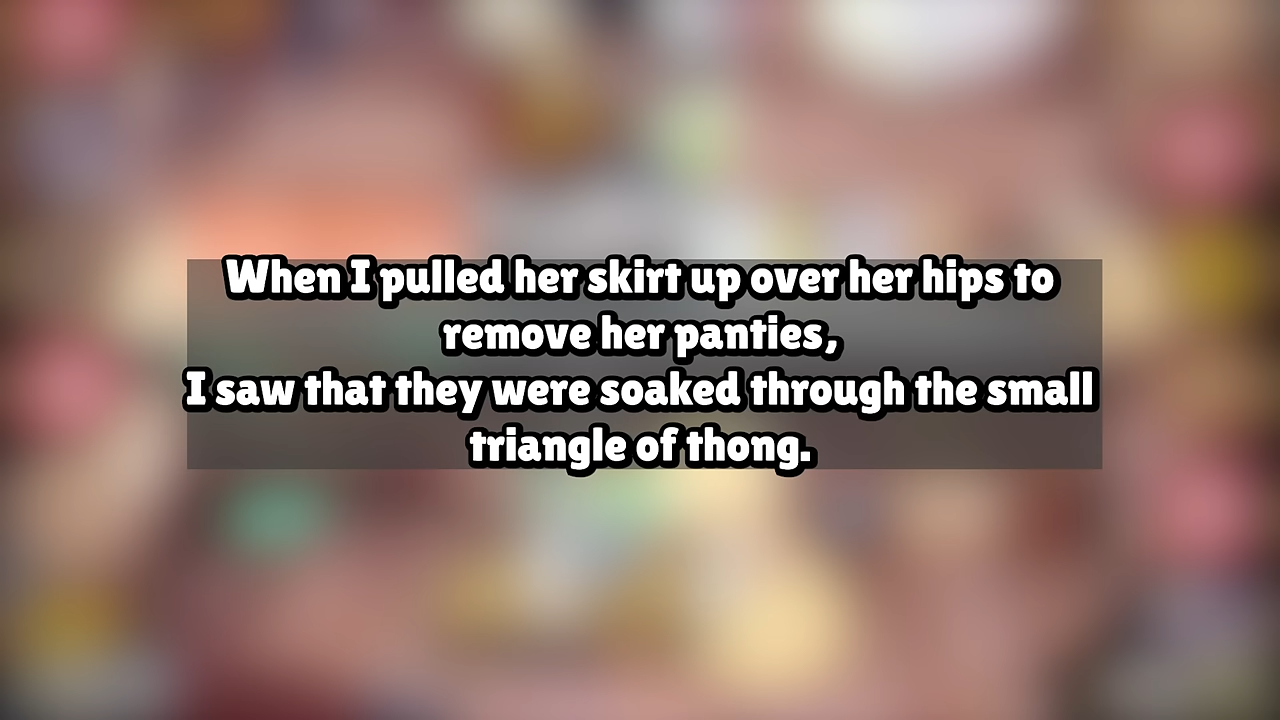 When I pulled her skirt up over her hips to
remove her panties,
I saw that they were soaked through the small
triangle of thong.